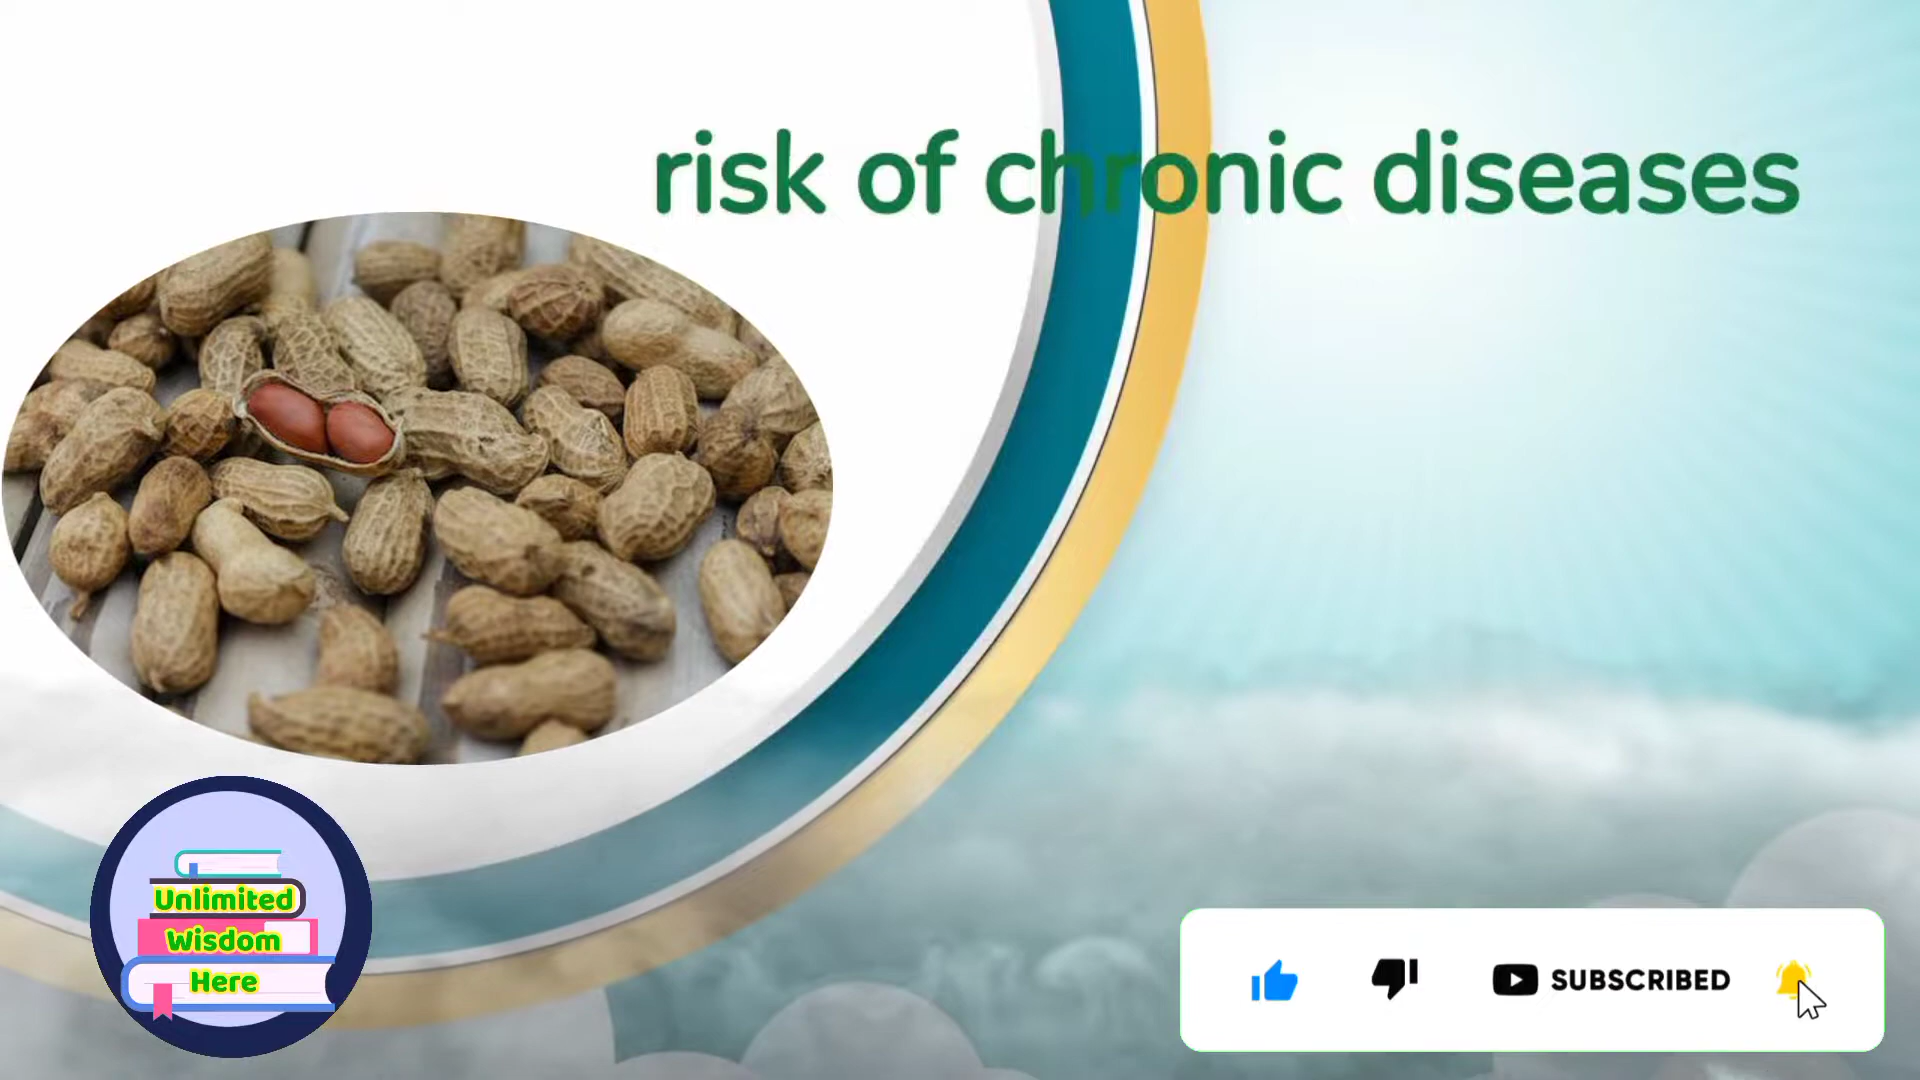 risk of chronic diseases
Unlimited
Wisdom
Here
SUBSCRIBED